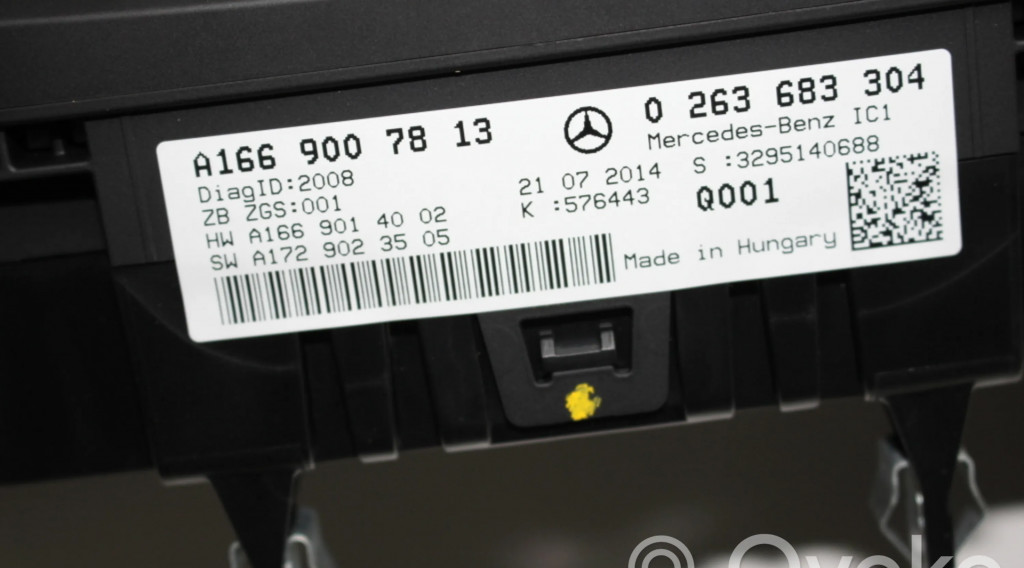 A166 900 78 13
DiagID:2008
ZB ZGS:001
HW A166 901 40 02
SW A172 902 35 05
21 07 2014
K :576443
0 263 683 304
Mercedes-Benz IC1
S :3295140688
Q001
Made in Hungary